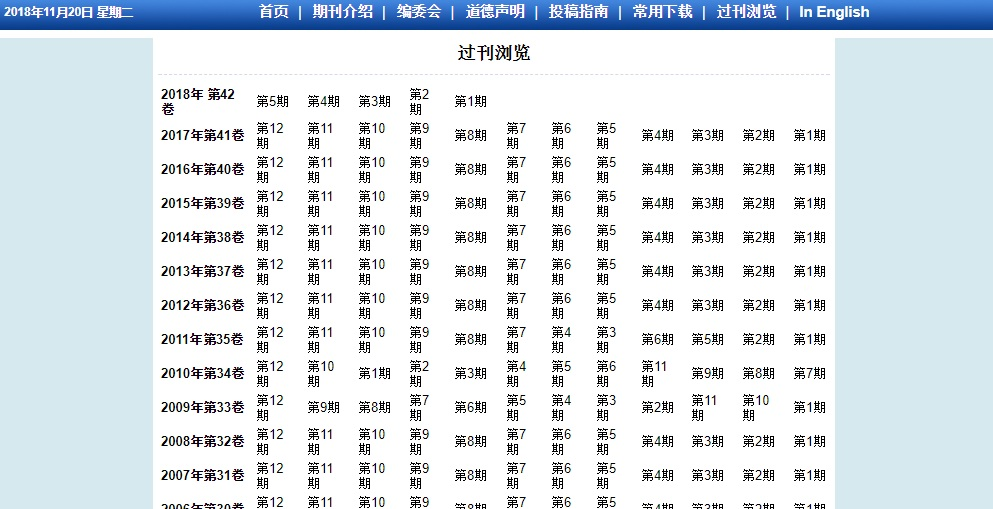 2018年11月20日 星期二 首页 | 期刊介绍 | 编委会 | 道德声明 | 投稿指南 | 常用下载 | 过刊浏览 | In English
过刊浏览
2018年 第42卷 第5期 第4期 第3期 第2期 第1期
2017年第41卷 第12期 第11期 第10期 第9期 第8期 第7期 第6期 第5期 第4期 第3期 第2期 第1期
2016年第40卷 第12期 第11期 第10期 第9期 第8期 第7期 第6期 第5期 第4期 第3期 第2期 第1期
2015年第39卷 第12期 第11期 第10期 第9期 第8期 第7期 第6期 第5期 第4期 第3期 第2期 第1期
2014年第38卷 第12期 第11期 第10期 第9期 第8期 第7期 第6期 第5期 第4期 第3期 第2期 第1期
2013年第37卷 第12期 第11期 第10期 第9期 第8期 第7期 第6期 第5期 第4期 第3期 第2期 第1期
2012年第36卷 第12期 第11期 第10期 第9期 第8期 第7期 第6期 第5期 第4期 第3期 第2期 第1期
2011年第35卷 第12期 第11期 第10期 第9期 第8期 第7期 第4期 第3期 第6期 第5期 第2期 第1期
2010年第34卷 第12期 第10期 第1期 第2期 第3期 第4期 第5期 第6期 第11期 第9期 第8期 第7期
2009年第33卷 第12期 第9期 第8期 第7期 第6期 第5期 第4期 第3期 第2期 第11期 第10期 第1期
2008年第32卷 第12期 第11期 第10期 第9期 第8期 第7期 第6期 第5期 第4期 第3期 第2期 第1期
2007年第31卷 第12期 第11期 第10期 第9期 第8期 第7期 第6期 第5期 第4期 第3期 第2期 第1期
2006年第30卷 第12 第11 第10 第9 第8期 第7 第6 第5 第4期 第3期 第2期 第1期